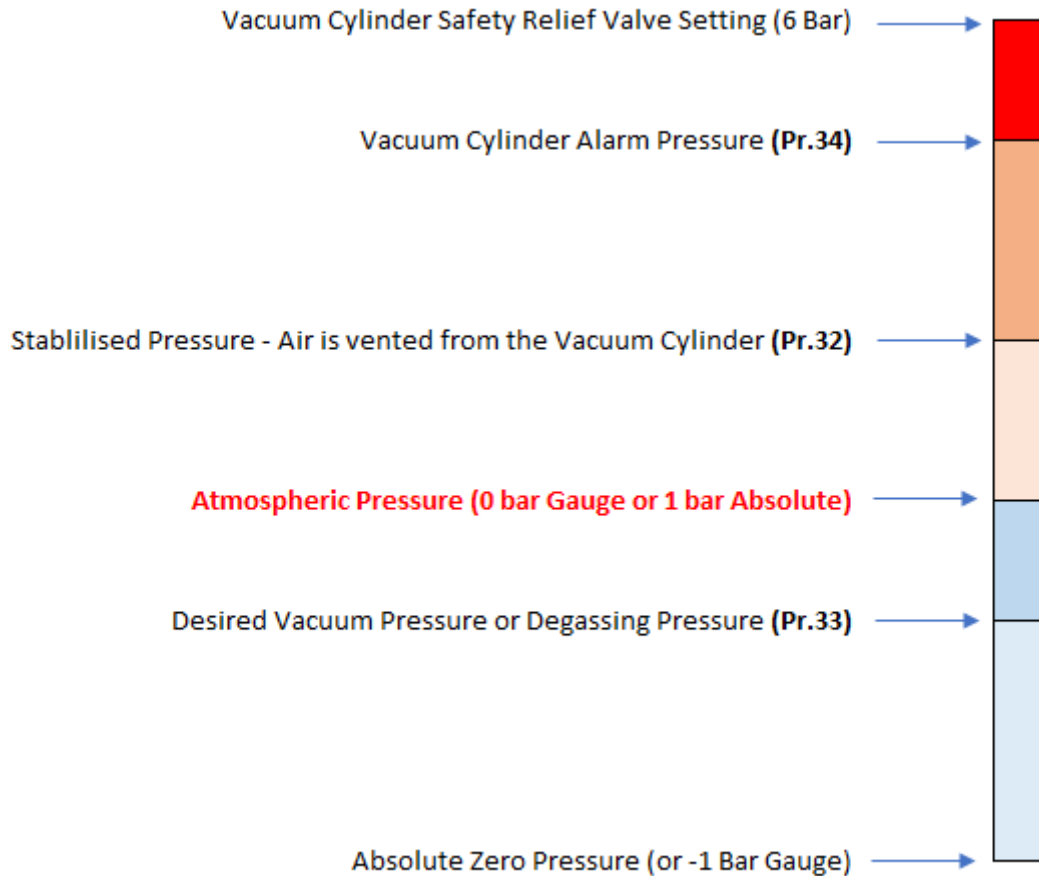 Vacuum Cylinder Safety Relief Valve Setting (6 Bar)
Vacuum Cylinder Alarm Pressure (Pr.34)
Stablilised Pressure - Air is vented from the Vacuum Cylinder (Pr.32)
Atmospheric Pressure (0 bar Gauge or 1 bar Absolute)
Desired Vacuum Pressure or Degassing Pressure (Pr.33)
Absolute Zero Pressure (or -1 Bar Gauge)